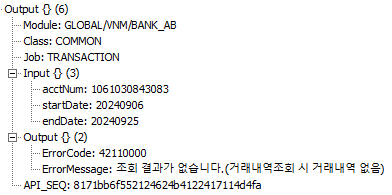 Output {} (6)
Module: GLOBAL/VNM/BANK_AB
Class: COMMON
Job: TRANSACTION
Input {} (3)
acctNum: 1061030843083
startDate: 20240906
endDate: 20240925
Output {} (2)
ErrorCode: 42110000
ErrorMessage: 조회 결과가 없습니다.(거래내역조회 시 거래내역 없음)
API_SEQ: 8171bb6f552124624b4122417114d4fa